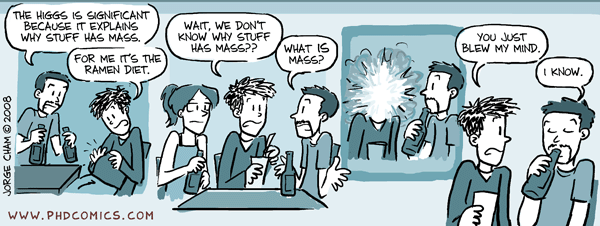 THE HIGGS IS SIGNIFICANT
BECAUSE IT EXPLAINS
WHY STUFF HAS MASS.
FOR ME IT'S THE
RAMEN DIET.
WAIT, WE DON'T
KNOW WHY STUFF
HAS MASS??
WHAT IS
MASS?
YOU JUST
BLEW MY MIND.
I KNOW.
JORGE CHAM © 2008
WWW.PHDCOMICS.COM